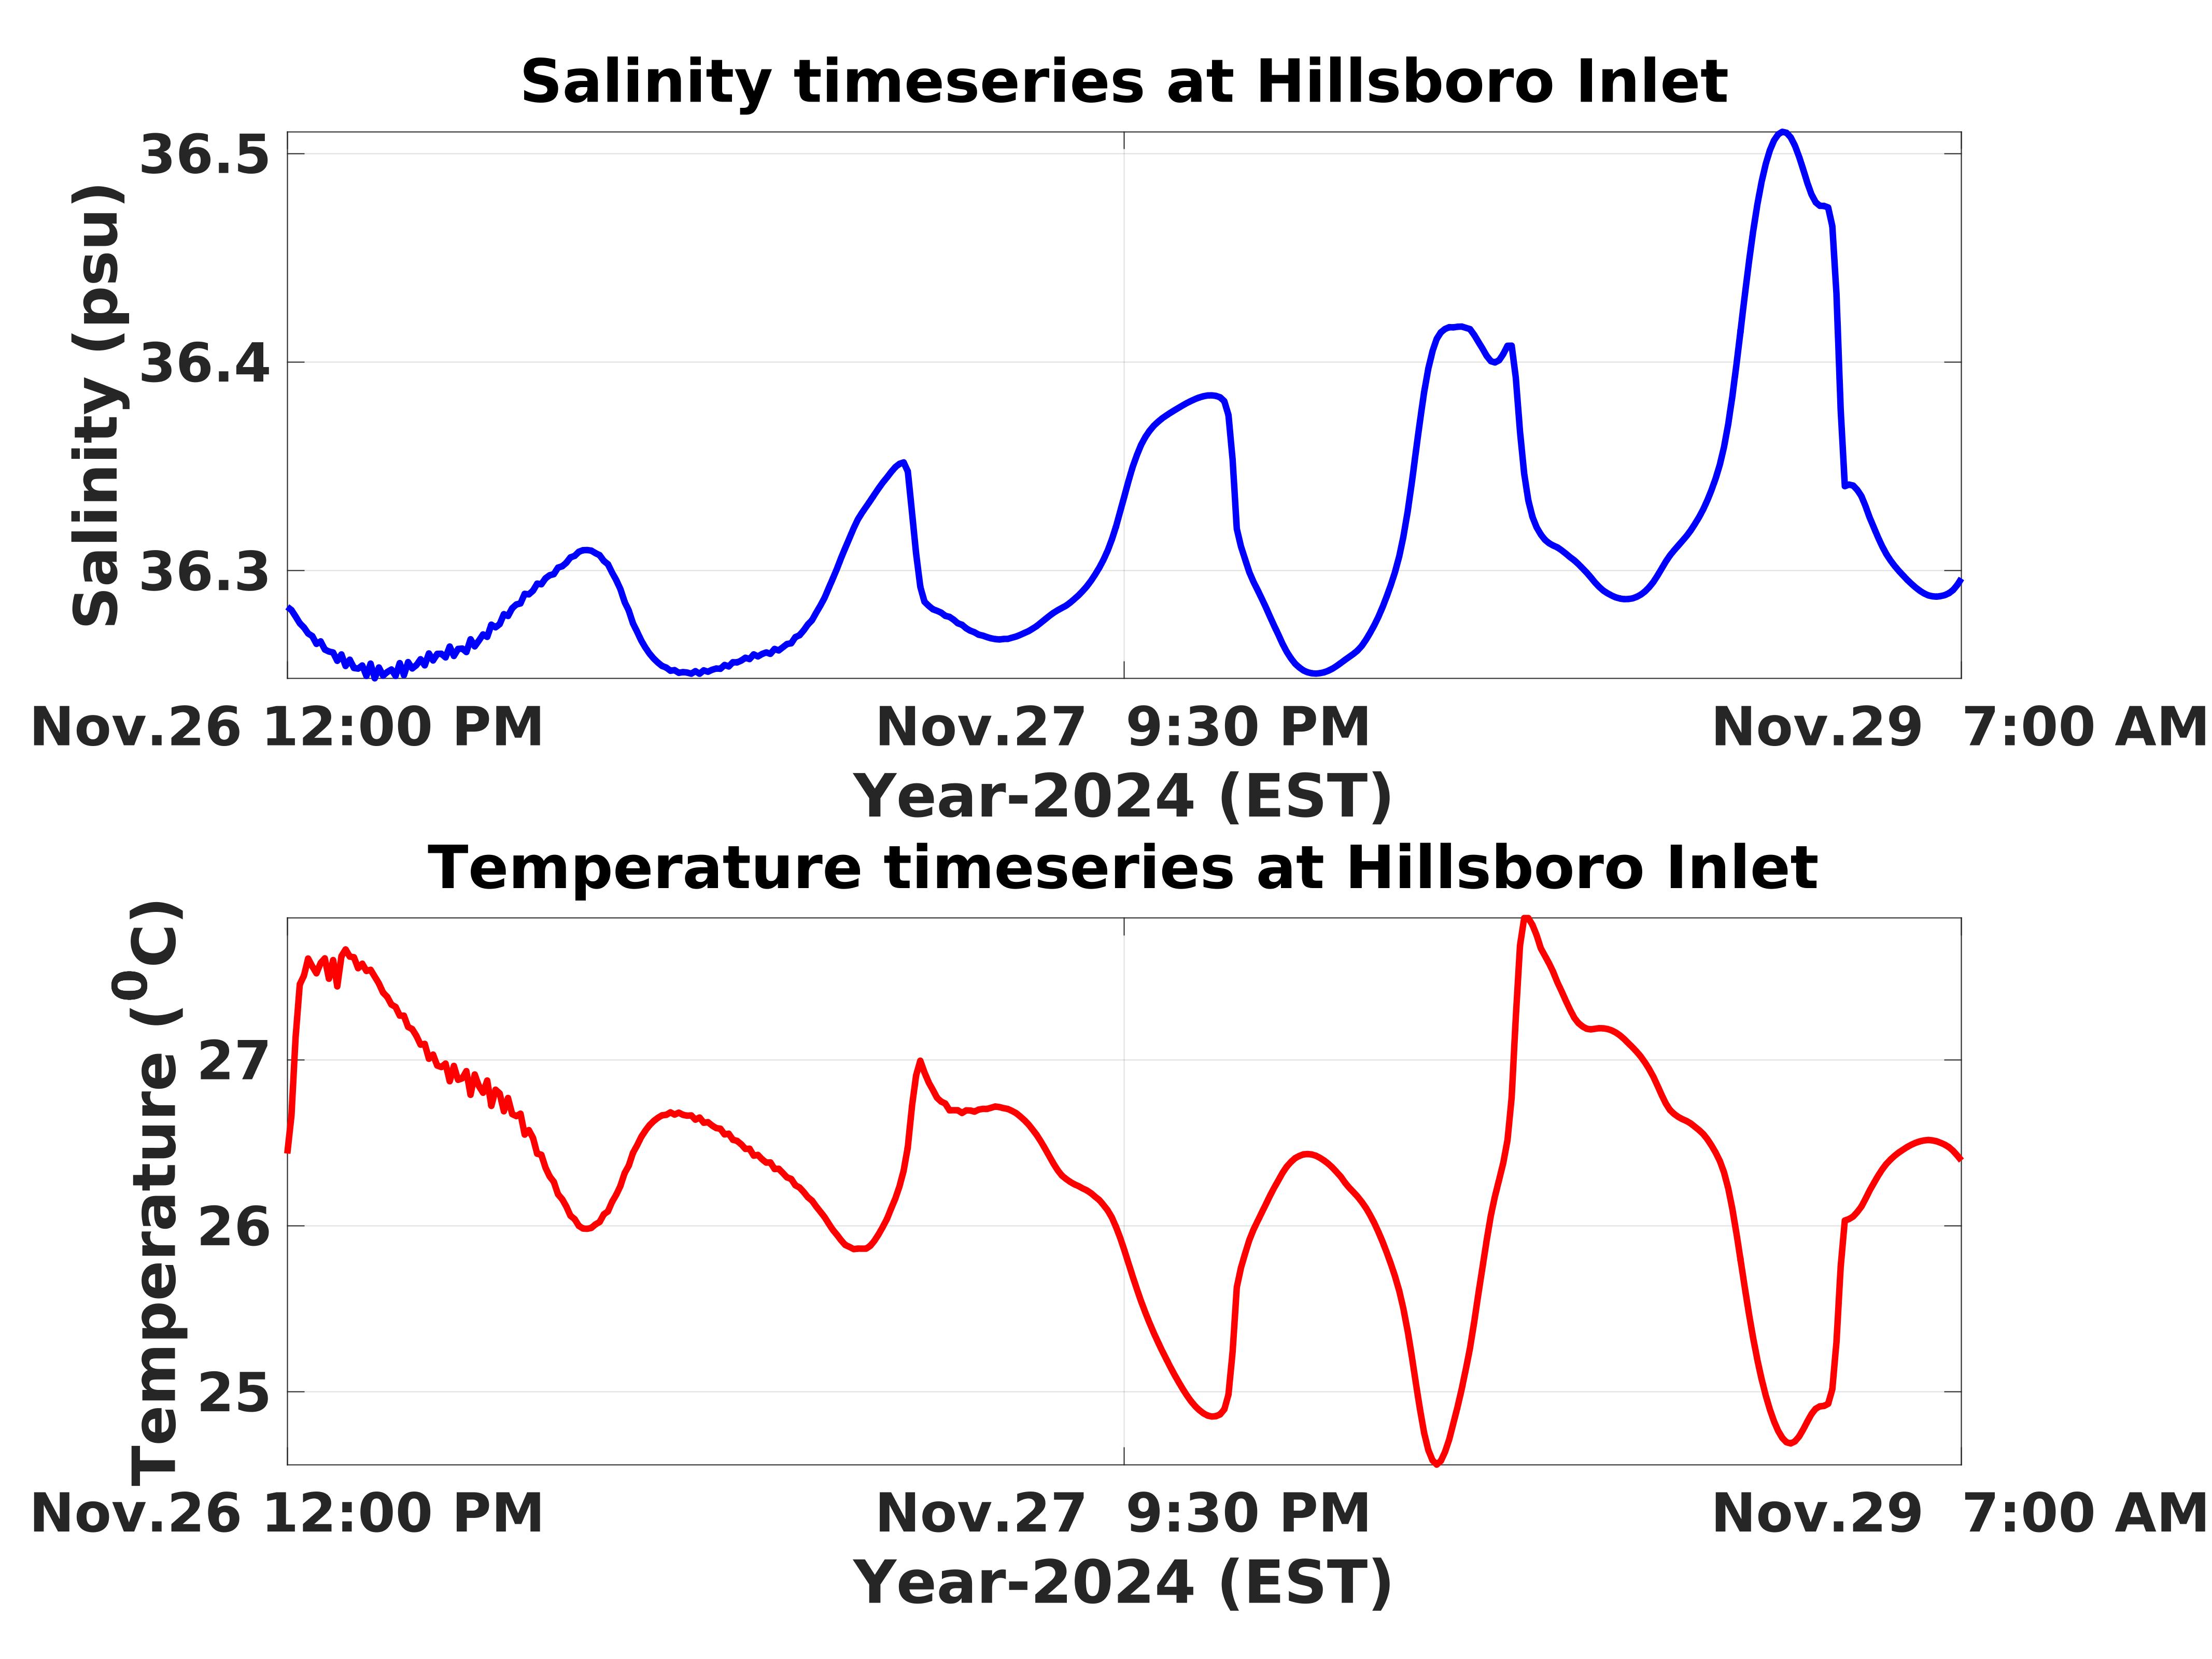 Salinity timeseries at Hillsboro Inlet
Salinity (psu)
36.5
36.4
36.3
Nov.26 12:00 PM
Nov.27  9:30 PM
Nov.29  7:00 AM
Year-2024 (EST)
Temperature timeseries at Hillsboro Inlet
Temperature (⁰C)
27
26
25
Nov.26 12:00 PM
Nov.27  9:30 PM
Nov.29  7:00 AM
Year-2024 (EST)